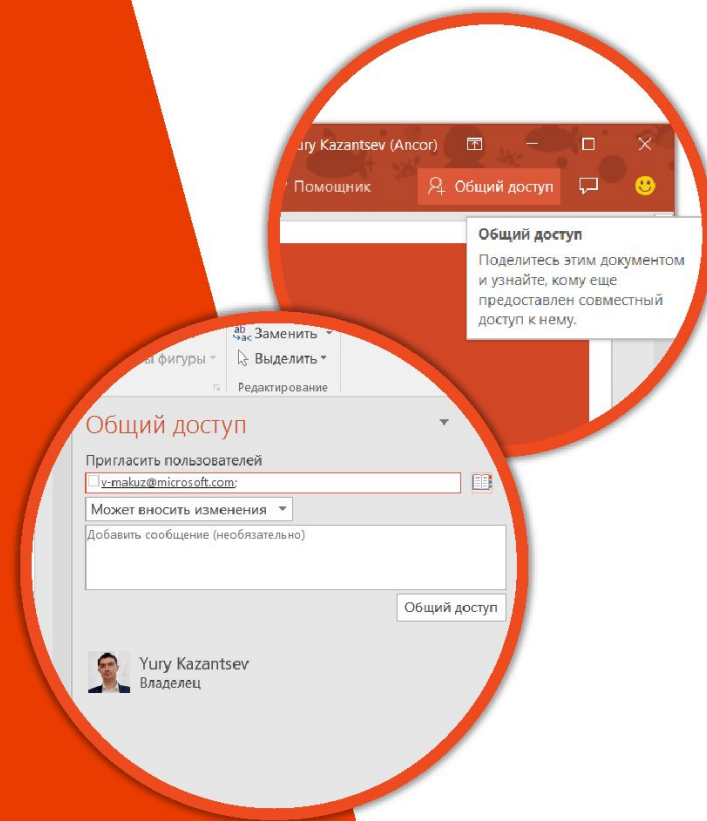 Yury Kazantsev (Ancor)
Помощник
Общий доступ
Общий доступ
Поделитесь этим документом
и узнайте, кому еще
предоставлен совместный
доступ к нему.
Заменить
фигуры
Выделить
Редактирование
Общий доступ
Пригласить пользователей
v-makuz@microsoft.com;
Может вносить изменения
Добавить сообщение (необязательно)
Общий доступ
Yury Kazantsev
Владелец